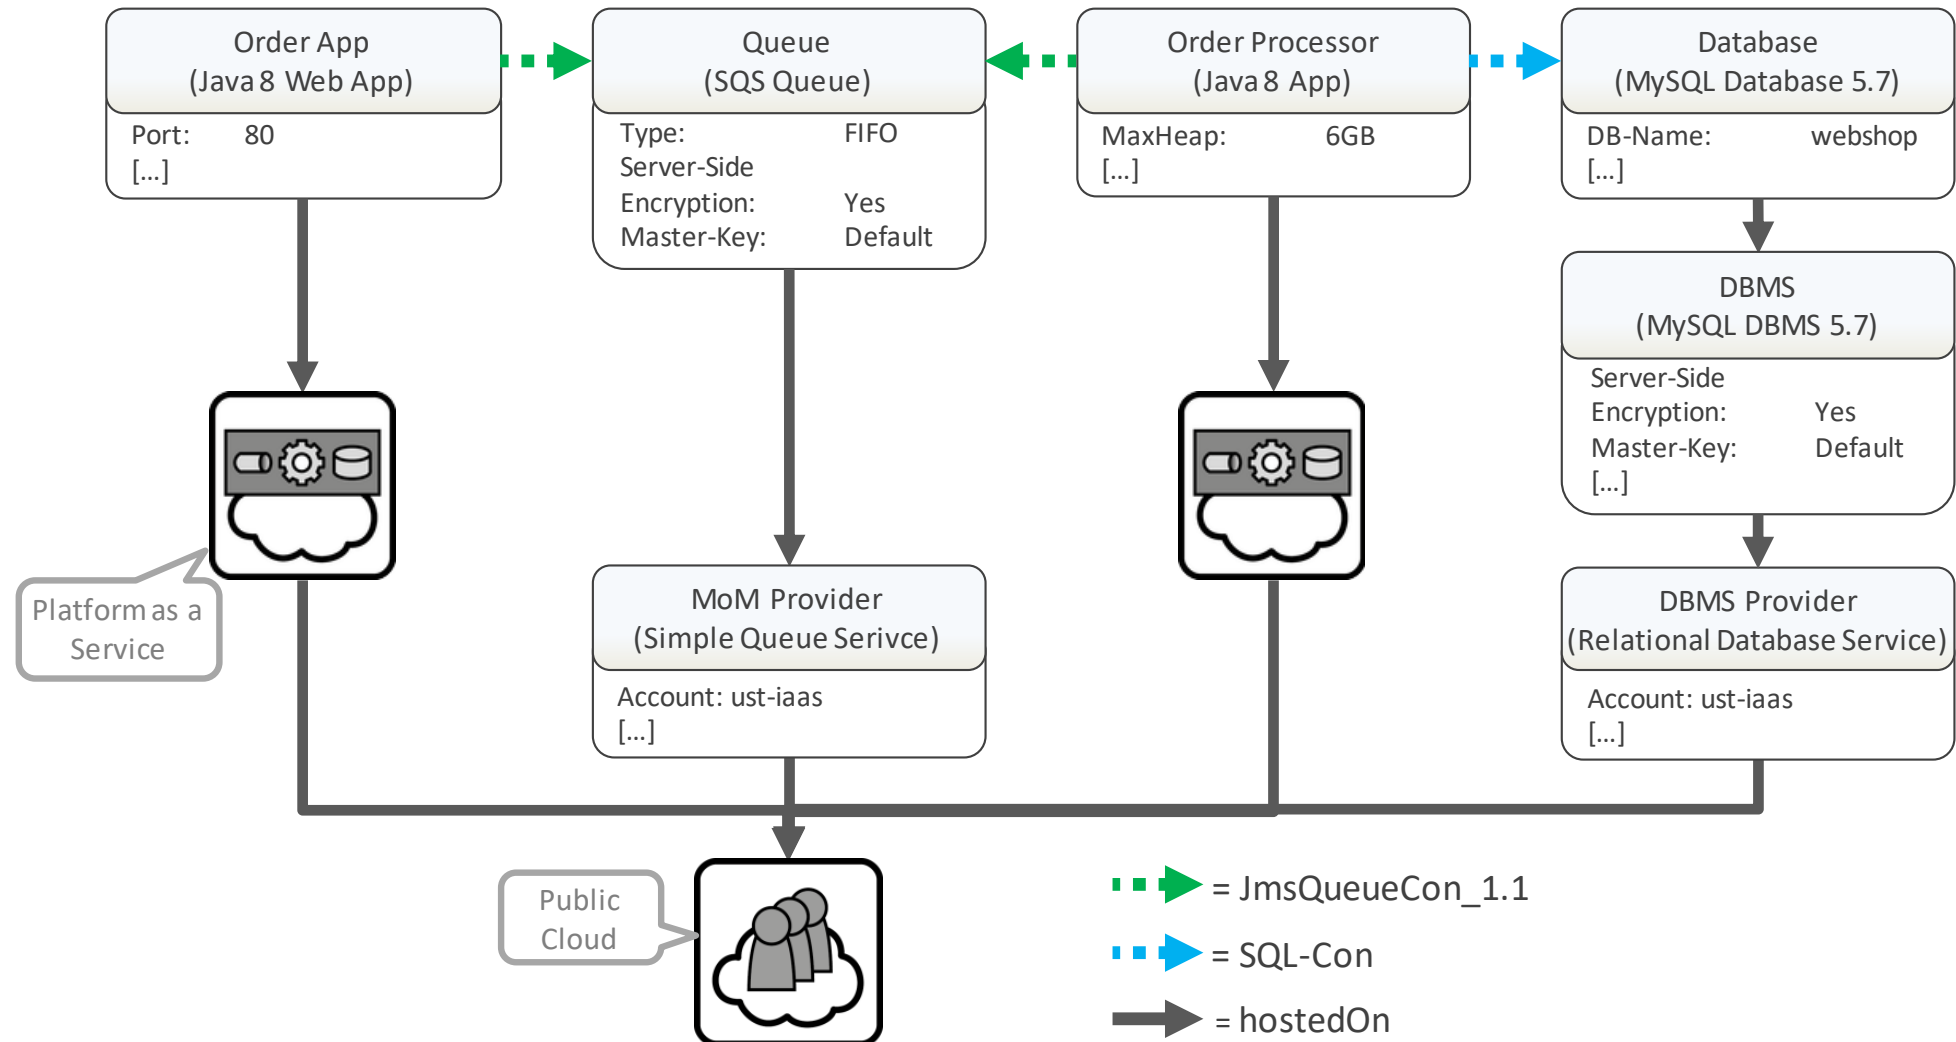 Order App
(Java 8 Web App)
Port: 80
[...]
Queue
(SQS Queue)
Type: FIFO
Server-Side
Encryption: Yes
Master-Key: Default
Order Processor
(Java 8 App)
MaxHeap: 6GB
[...]
Database
(MySQL Database 5.7)
DB-Name: webshop
[...]
DBMS
(MySQL DBMS 5.7)
Server-Side
Encryption: Yes
Master-Key: Default
[...]
Platform as a
Service
MoM Provider
(Simple Queue Serivce)
Account: ust-iaas
[...]
DBMS Provider
(Relational Database Service)
Account: ust-iaas
[...]
Public
Cloud
= JmsQueueCon_1.1
= SQL-Con
= hostedOn